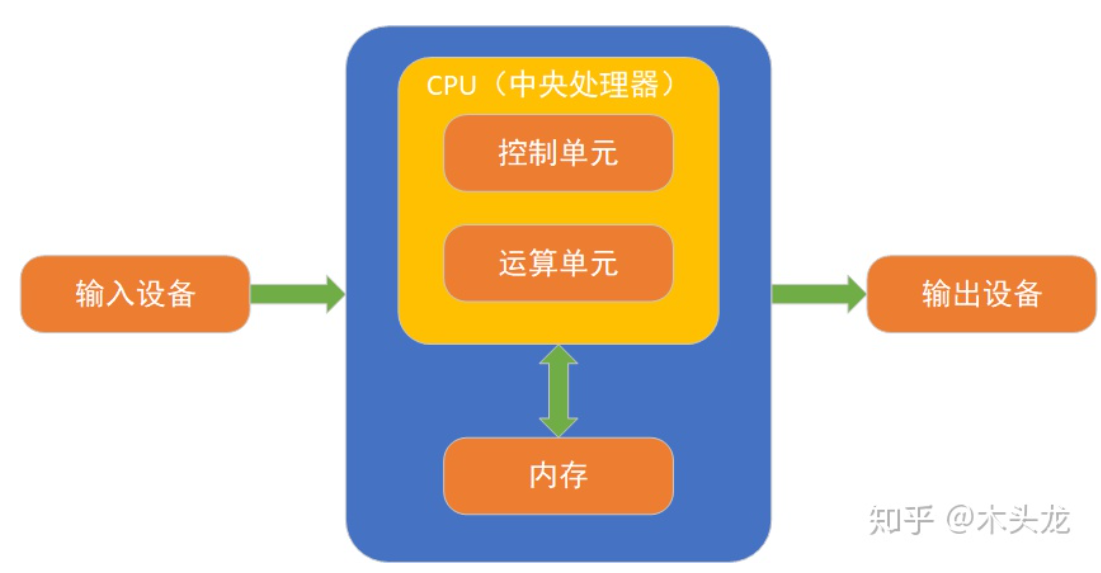 CPU（中央处理器）
控制单元
运算单元
输入设备
输出设备
内存
知乎 @木头龙